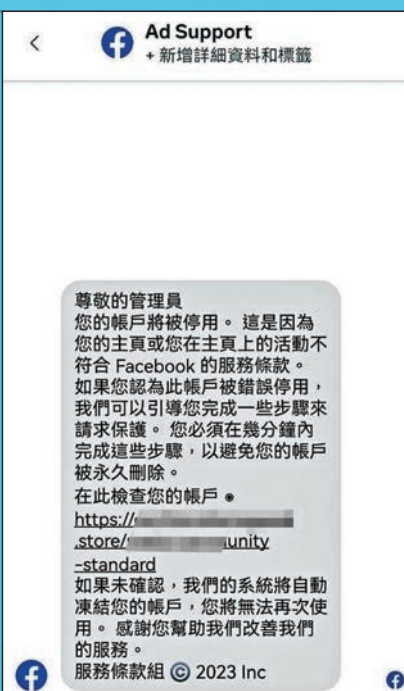 Ad Support
+ 新增詳細資料和標籤
尊敬的管理員
您的帳戶將被停用。 這是因為
您的主頁或您在主頁上的活動不
符合 Facebook 的服務條款。
如果您認為此帳戶被錯誤停用,
我們可以引導您完成一些步驟來
請求保護。 您必須在幾分鐘內
完成這些步驟,以避免您的帳戶
被永久刪除。
在此檢查您的帳戶 ●
https://
.store/ unity
-standard
如果未確認,我們的系統將自動
凍結您的帳戶,您將無法再次使
用。 感謝您幫助我們改善我們
的服務。
服務條款組 © 2023 Inc